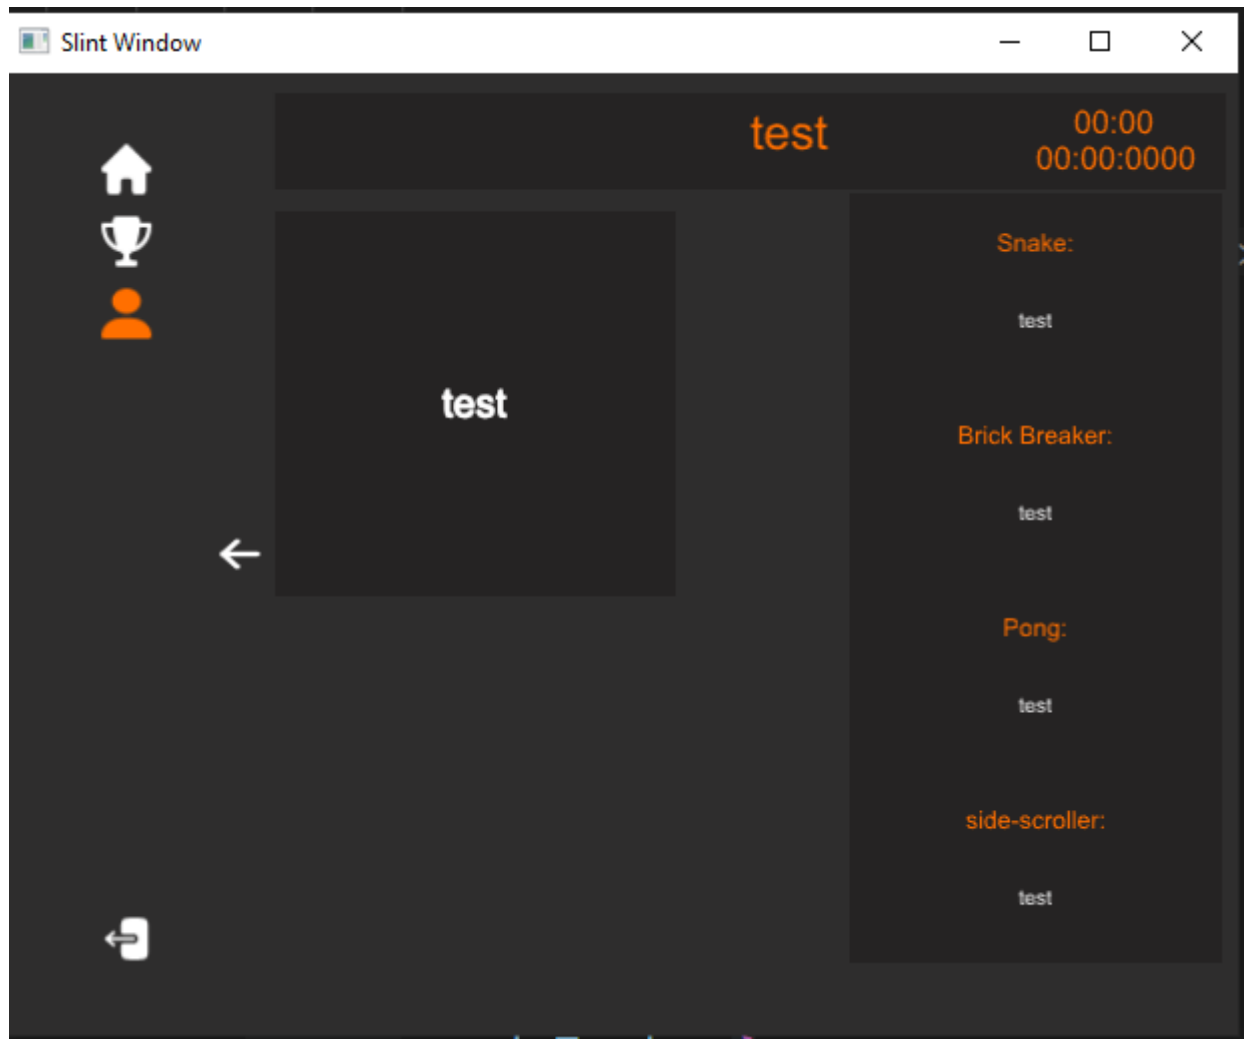 Slint Window
test
00:00
00:00:0000
test
Snake:
test
Brick Breaker:
test
Pong:
test
side-scroller:
test